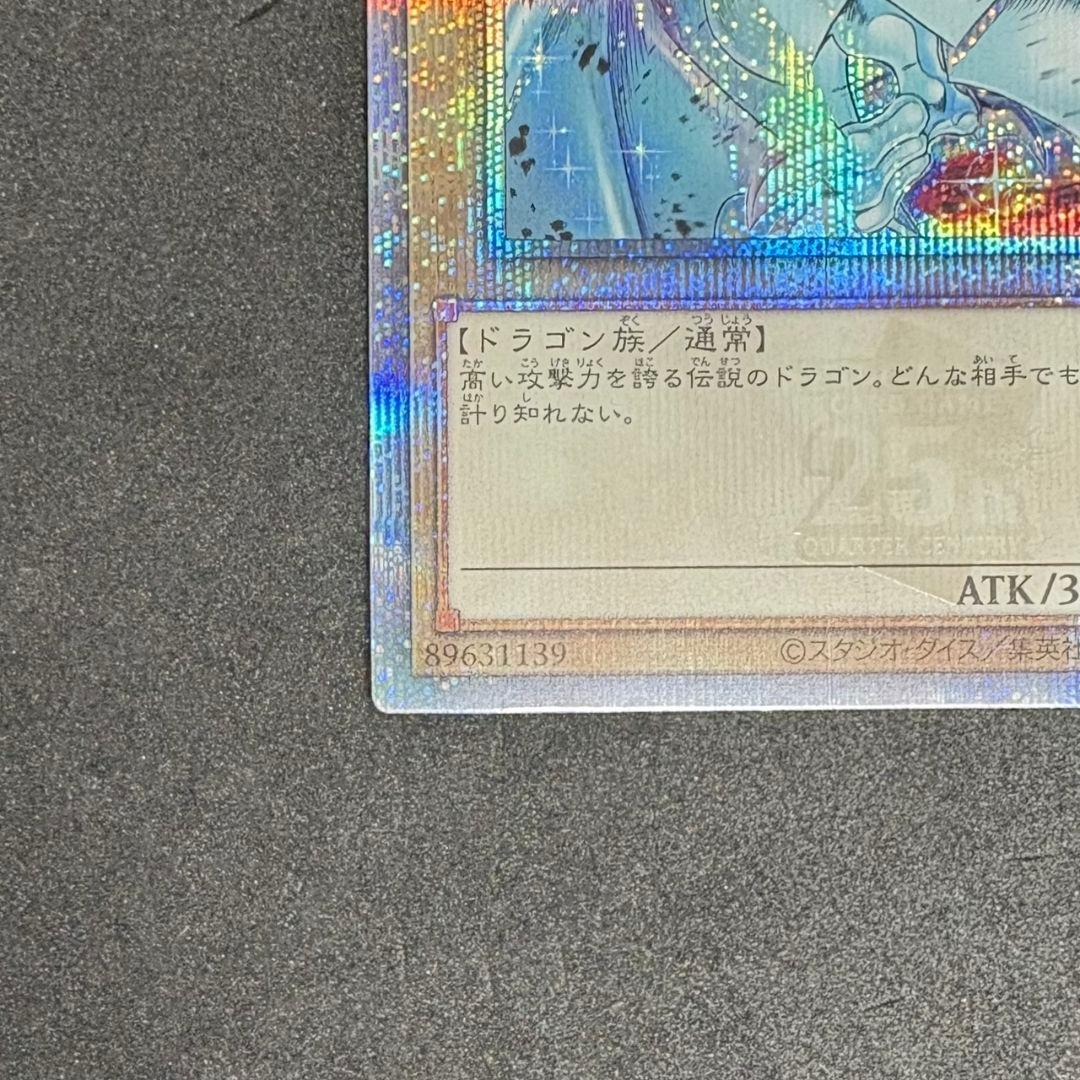 【ドラゴン族／通常】
高い攻撃力を誇る伝説のドラゴン。どんな相手でも
計り知れない。
25th
QUARTER CENTURY
ATK/3
89631139
©スタジオ・ダイス／集英社